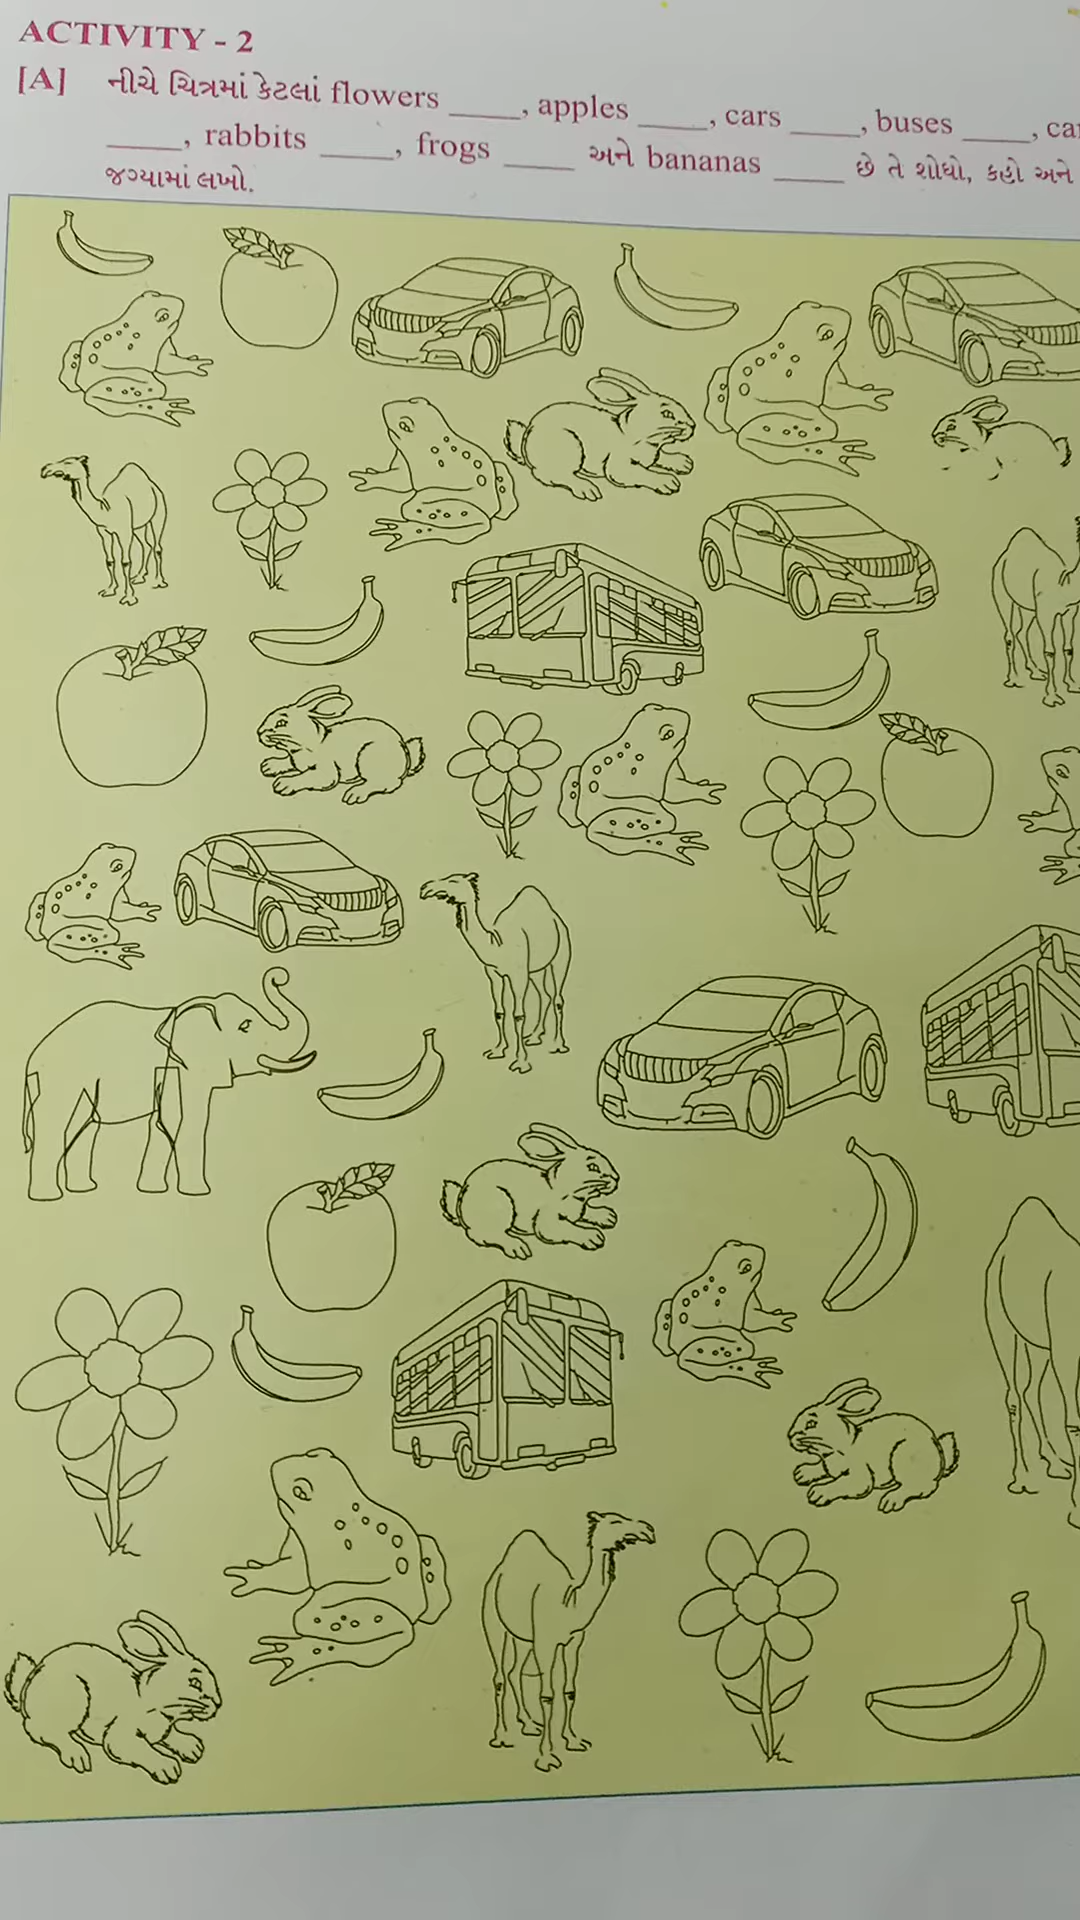 ACTIVITY - 2
[A] નીચે ચિત્રમાં કેટલાં flowers ____, apples ____, cars ____, buses ____,
____, rabbits ____, frogs ____ અને bananas ____ છે તે શોધો, કહો અને
જગ્યામાં લખો.